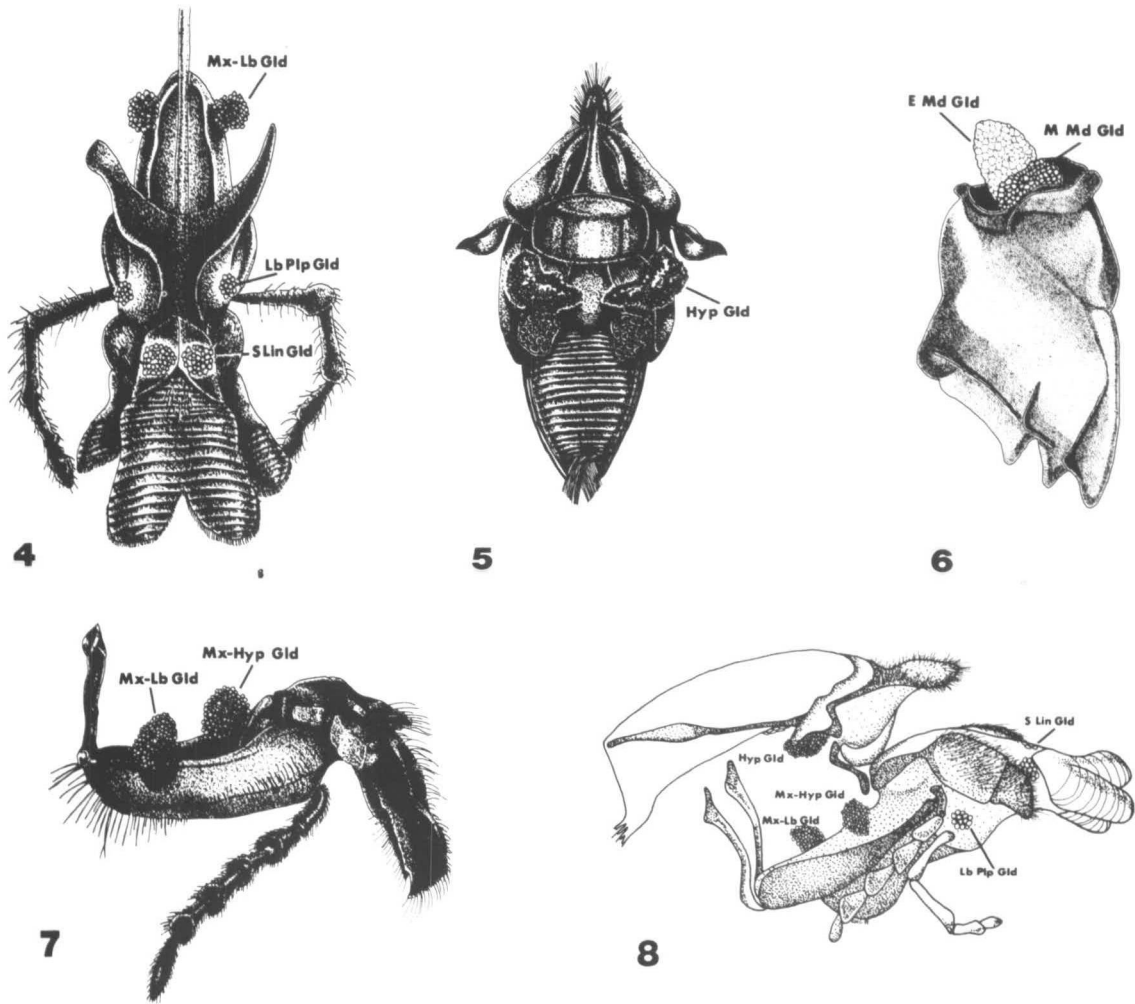 Mx-Lb Gld
Lb Plp Gld
S Lin Gld
4
Hyp Gld
5
E Md Gld
M Md Gld
6
Mx-Hyp Gld
Mx-Lb Gld
7
S Lin Gld
Hyp Gld
Mx-Hyp Gld
Mx-Lb Gld
Lb Plp Gld
8